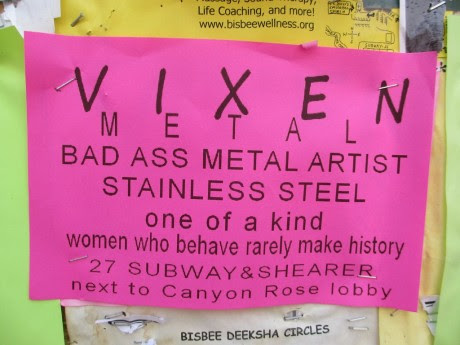 Life Coaching, and more!
www.bisbeewellness.org
VIXEN
METAL
BAD ASS METAL ARTIST
STAINLESS STEEL
one of a kind
women who behave rarely make history
27 SUBWAY&SHEARER
next to Canyon Rose lobby
BISBEE DEEKSHA CIRCLES